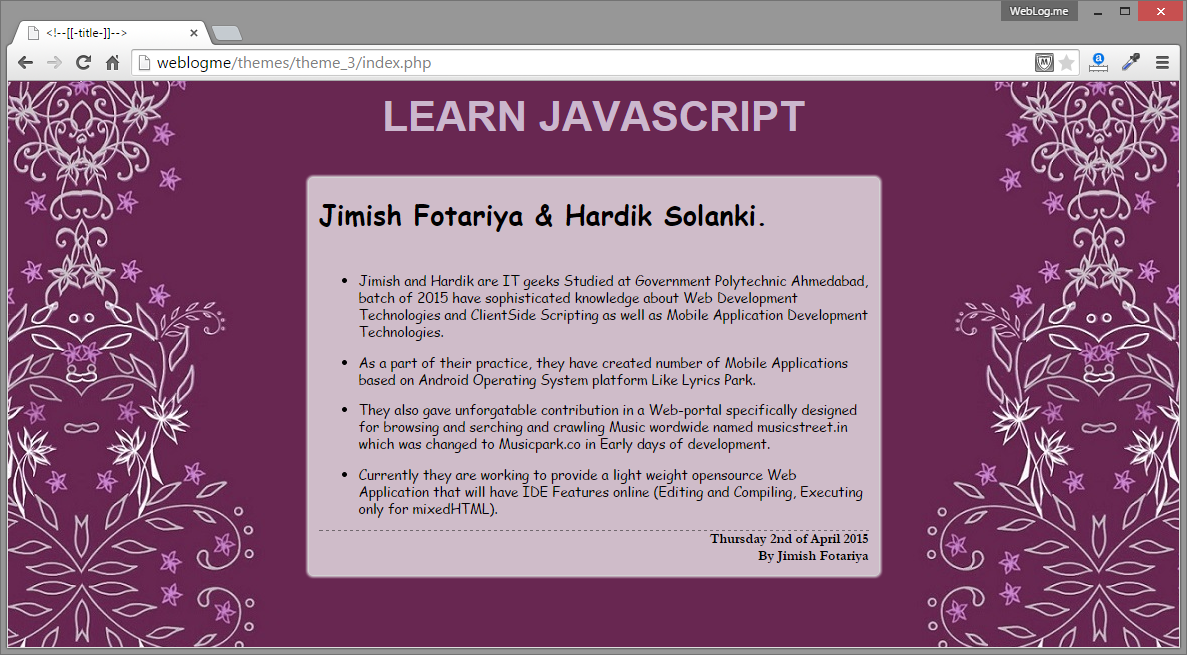 WebLog.me
<!--[[-title-]]-->
weblogme/themes/theme_3/index.php
LEARN JAVASCRIPT
Jimish Fotariya & Hardik Solanki.
• Jimish and Hardik are IT geeks Studied at Government Polytechnic Ahmedabad,
batch of 2015 have sophisticated knowledge about Web Development
Technologies and ClientSide Scripting as well as Mobile Application Development
Technologies.
• As a part of their practice, they have created number of Mobile Applications
based on Android Operating System platform Like Lyrics Park.
• They also gave unforgatable contribution in a Web-portal specifically designed
for browsing and serching and crawling Music wordwide named musicstreet.in
which was changed to Musicpark.co in Early days of development.
• Currently they are working to provide a light weight opensource Web
Application that will have IDE Features online (Editing and Compiling, Executing
only for mixedHTML).
Thursday 2nd of April 2015
By Jimish Fotariya